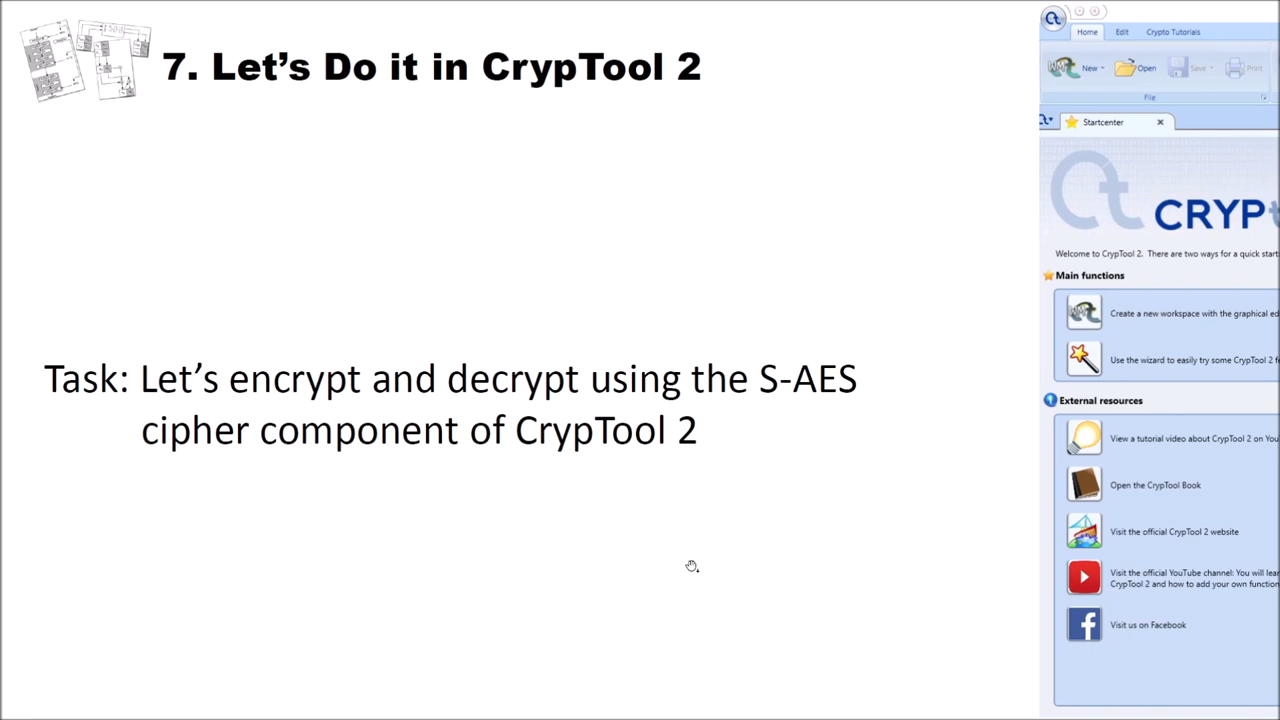 7. Let's Do it in CrypTool 2
Task: Let's encrypt and decrypt using the S-AES
cipher component of CrypTool 2
Home Edit Crypto Tutorials
New Open Save Print
File
Startcenter
CRYP
Welcome to CrypTool 2. There are two ways for a quick start
Main functions
Create a new workspace with the graphical ed
Use the wizard to easily try some CrypTool 2 f
External resources
View a tutorial video about CrypTool 2 on You
Open the CrypTool Book
Visit the official CrypTool 2 website
Visit the official YouTube channel: You will lear
CrypTool 2 and how to add your own function
Visit us on Facebook